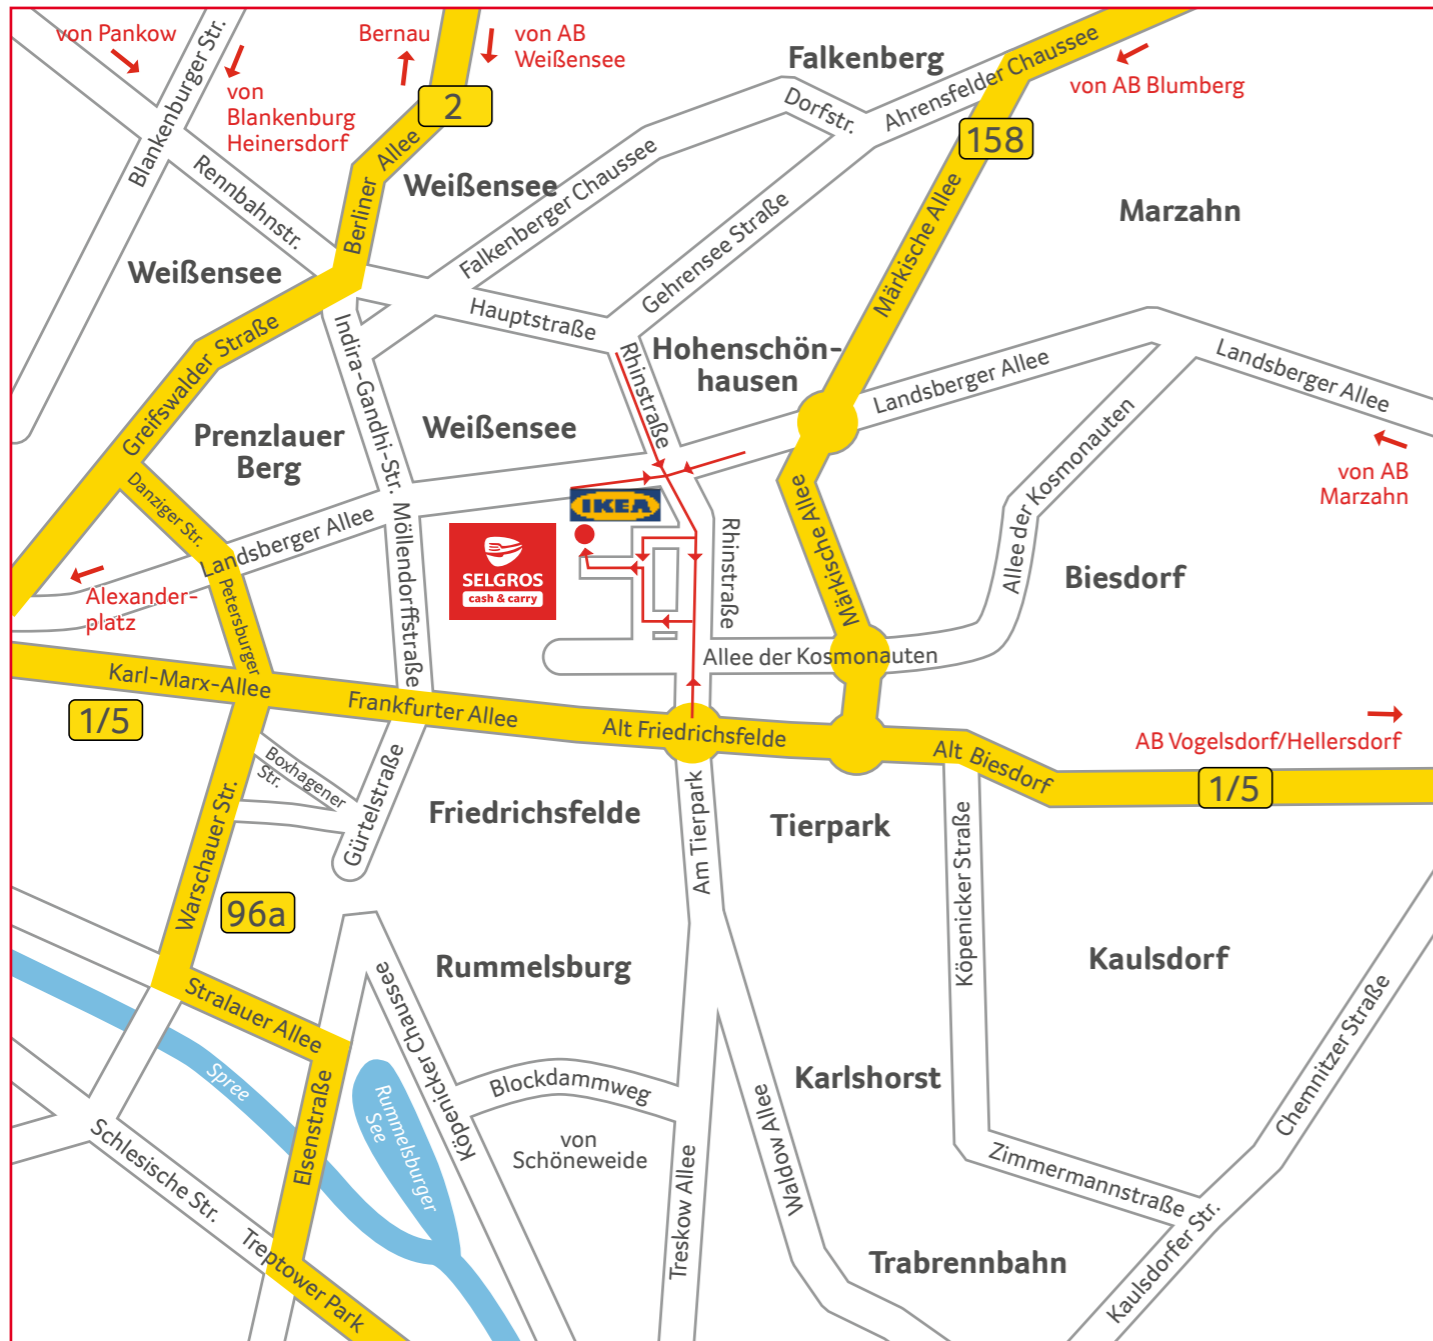 von Pankow
Blankenburger Str.
von
Blankenburg
Heinersdorf
Bernau
von AB
Weißensee
2
Falkenberg
Ahrensfelder Chaussee
von AB Blumberg
Dorfstr.
158
Berliner Allee
Weißensee
Falkenberger Chaussee
Rennbahnstr.
Marzahn
Märkische Allee
Gehrensee Straße
Weißensee
Hauptstraße
Greifswalder Straße
Indira-Gandhi-Str.
Rhinstraße
Hohenschön-
hausen
Landsberger Allee
Landsberger Allee
Prenzlauer
Berg
Weißensee
Allee der Kosmonauten
von AB
Marzahn
Danziger Str.
Landsberger Allee
Möllendorffstraße
IKEA
SELGROS
cash & carry
Rhinstraße
Märkische Allee
Biesdorf
Alexander-
platz
Petersburger
Allee der Kosmonauten
Karl-Marx-Allee
1/5
Frankfurter Allee
Alt Friedrichsfelde
Alt Biesdorf
AB Vogelsdorf/Hellersdorf
1/5
Boxhagener
Str.
Gürtelstraße
Warschauer Str.
Friedrichsfelde
Am Tierpark
Tierpark
Köpenicker Straße
96a
Rummelsburg
Kaulsdorf
Stralauer Allee
Köpenicker Chaussee
Chemnitzer Straße
Spree
Elsenstraße
Rummelsburger
See
Blockdammweg
Karlshorst
von
Schöneweide
Waldow Allee
Treskow Allee
Zimmermannstraße
Schlesische Str.
Treptower Park
Trabrennbahn
Kaulsdorfer Str.